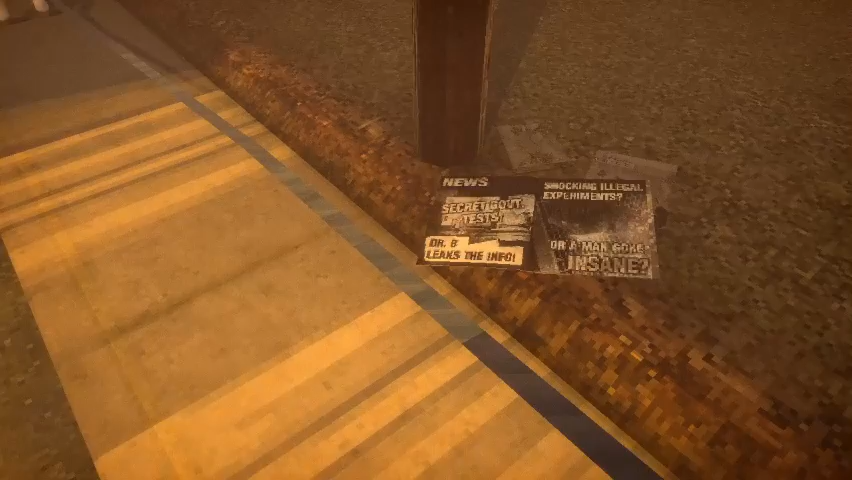 NEWS
SECRET GOVT.
TESTS
DR. B
LEAKS THE INFO!
SHOCKING ILLEGAL
EXPERIMENTS?
OR A MAN GONE
INSANE?